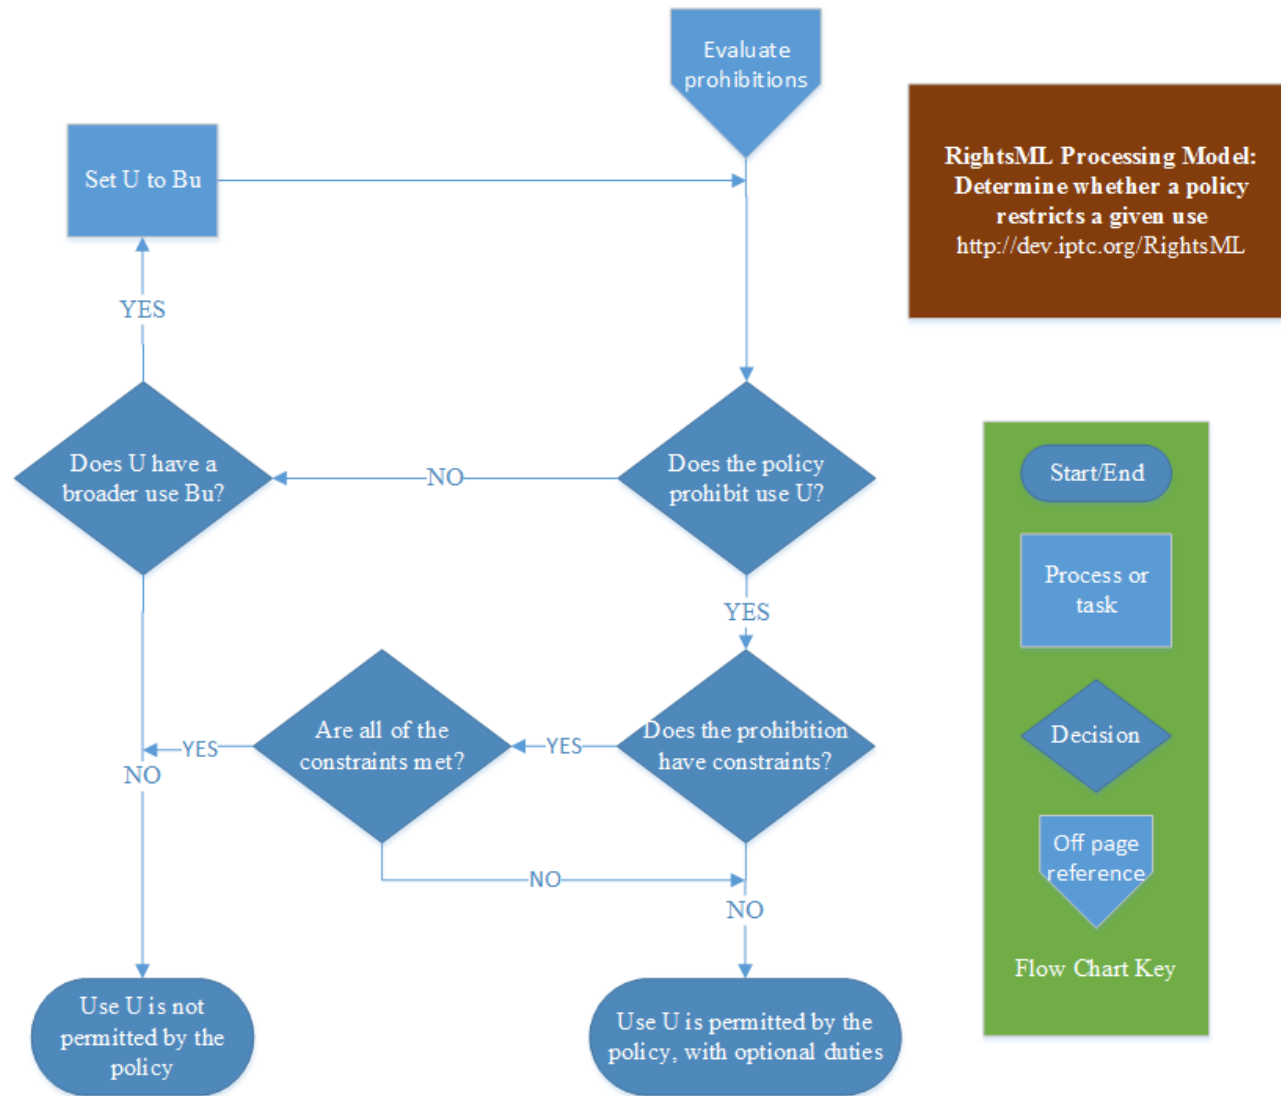 Evaluate
prohibitions
RightsML Processing Model:
Determine whether a policy
restricts a given use
http://dev.iptc.org/RightsML
Set U to Bu
YES
Does U have a
broader use Bu?
NO
Does the policy
prohibit use U?
YES
Are all of the
constraints met?
YES
Does the prohibition
have constraints?
YES
NO
NO
NO
Use U is not
permitted by the
policy
Use U is permitted by the
policy, with optional duties
Start/End
Process or
task
Decision
Off page
reference
Flow Chart Key